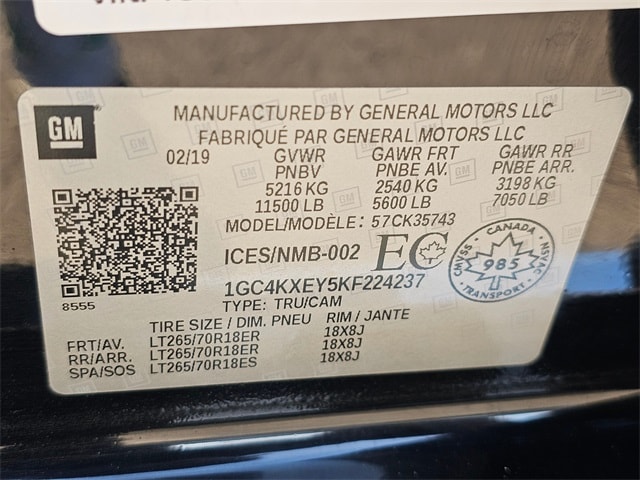 GM
MANUFACTURED BY GENERAL MOTORS LLC
FABRIQUÉ PAR GENERAL MOTORS LLC
02/19 GVWR GAWR FRT GAWR RR
PNBV PNBE AV. PNBE ARR.
5216 KG 2540 KG 3198 KG
11500 LB 5600 LB 7050 LB
MODEL/MODÈLE: 57CK35743
ICES/NMB-002 EC
CANADA
CMVSS 985 NSVAC
TRANSPORT
1GC4KXEY5KF224237
8555 TYPE: TRU/CAM
TIRE SIZE / DIM. PNEU RIM / JANTE
FRT/AV. LT265/70R18ER 18X8J
RR/ARR. LT265/70R18ER 18X8J
SPA/SOS LT265/70R18ES 18X8J